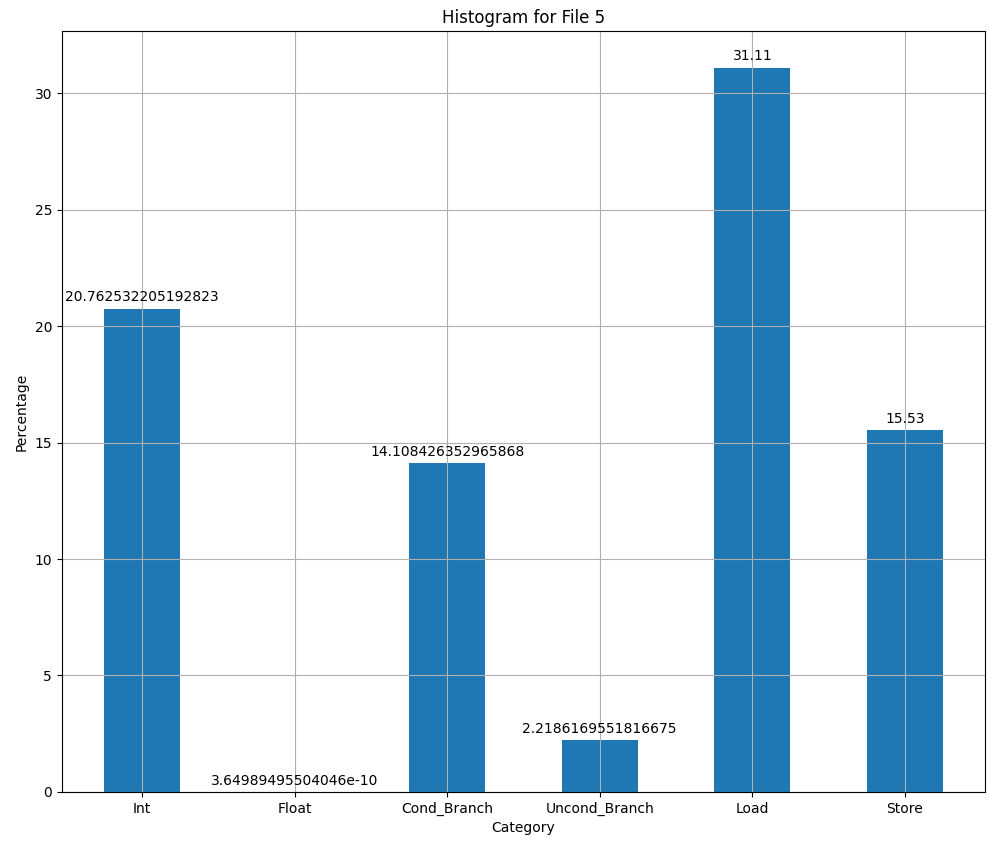 Histogram for File 5
Percentage
30
25
20
15
10
5
0
20.762532205192823
3.64989495504046e-10
14.108426352965868
2.2186169551816675
31.11
15.53
Int
Float
Cond_Branch
Uncond_Branch
Load
Store
Category